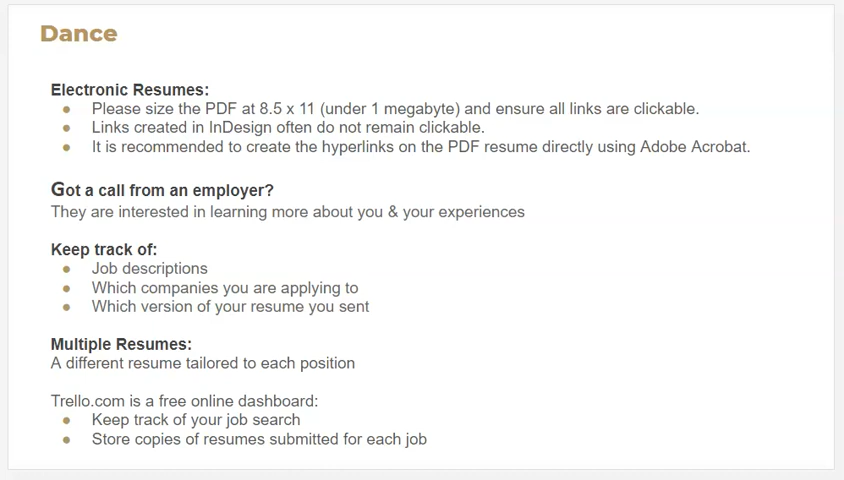 Dance
Electronic Resumes:
● Please size the PDF at 8.5 x 11 (under 1 megabyte) and ensure all links are clickable.
● Links created in InDesign often do not remain clickable.
● It is recommended to create the hyperlinks on the PDF resume directly using Adobe Acrobat.
Got a call from an employer?
They are interested in learning more about you & your experiences
Keep track of:
● Job descriptions
● Which companies you are applying to
● Which version of your resume you sent
Multiple Resumes:
A different resume tailored to each position
Trello.com is a free online dashboard:
● Keep track of your job search
● Store copies of resumes submitted for each job